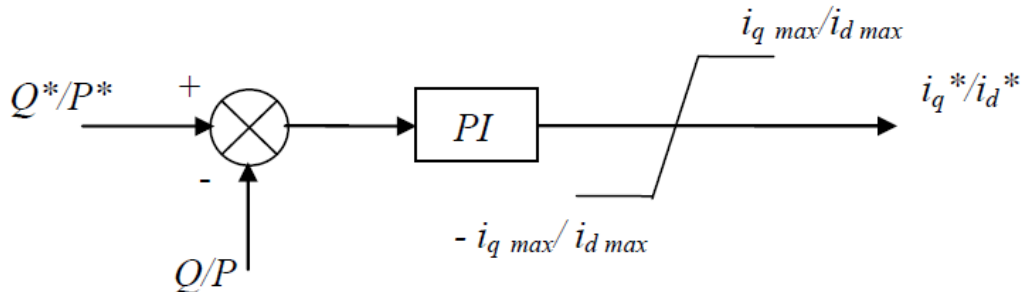 i_q max/i_d max
Q*/P*
+
i_q*/i_d*
PI
-
- i_q max/ i_d max
Q/P